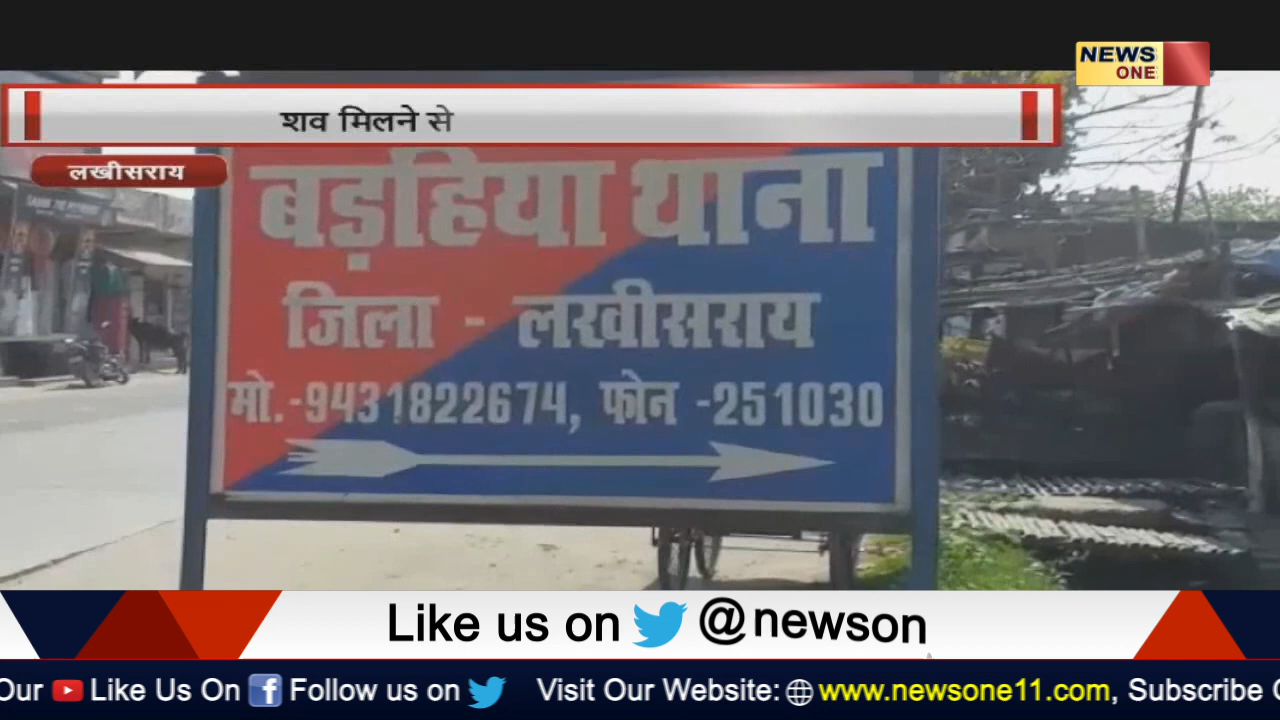 NEWS
ONE
शव मिलने से
लखीसराय
बड़हिया थाना
जिला - लखीसराय
मो.-9431822674, फोन -251030
Like us on @newson
Our Like Us On Follow us on Visit Our Website: www.newsone11.com, Subscribe